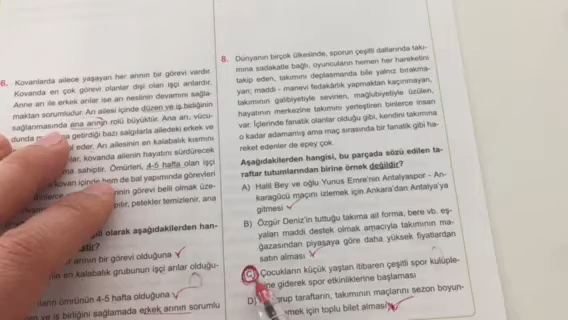 6. Kovanlarda ailece yaşayan her arının bir görevi vardır.
Kovanda en çok görevi olanlar dişi olan işçi arılardır.
Anne arı ile erkek arılar ise arı neslinin devamını sağla-
maktan sorumludur. Arı ailesi içinde düzen ve iş birliğinin
sağlanmasında ana arının rolü büyüktür. Ana arı, vücu-
dunda getirdiği bazı salgılarla ailedeki erkek ve
eder. Arı ailesinin en kalabalık kısmını
lar, kovanda ailenin hayatını sürdürecek
ma sahiptir. Ömürleri, 4-5 hafta olan işçi
kovan içinde hem de bal yapımında görevleri
nin görevi belli olmak üze-
pılır, petekler temizlenir, ana
gili olarak aşağıdakilerden han-
tır?
arının bir görevi olduğuna
in en kalabalık grubunun işçi arılar olduğu-
ların ömrünün 4-5 hafta olduğuna
en ve iş birliğini sağlamada erkek arının sorumlu
8. Dünyanın birçok ülkesinde, sporun çeşitli dallarında takı-
mına sadakatle bağlı, oyuncuların hemen her hareketini
takip eden, takımını deplasmanda bile yalnız bırakma-
yan; maddi - manevi fedakârlık yapmaktan kaçınmayan,
takımının galibiyetiyle sevinen, mağlubiyetiyle üzülen,
hayatının merkezine takımını yerleştiren binlerce insan
var. İçlerinde fanatik olanlar olduğu gibi, kendini takımına
o kadar adamamış ama maç sırasında bir fanatik gibi ha-
reket edenler de epey çok.
Aşağıdakilerden hangisi, bu parçada sözü edilen ta-
raftar tutumlarından birine örnek değildir?
A) Halil Bey ve oğlu Yunus Emre'nin Antalyaspor - An-
karagücü maçını izlemek için Ankara'dan Antalya'ya
gitmesi
B) Özgür Deniz'in tuttuğu takıma ait forma, bere vb. eş-
yaları maddi destek olmak amacıyla takımının ma-
ğazasından piyasaya göre daha yüksek fiyatlardan
satın alması
C) Çocukların küçük yaştan itibaren çeşitli spor kulüple-
rine giderek spor etkinliklerine başlaması
D) grup taraftarın, takımının maçlarını sezon boyun-
emek için toplu bilet alması